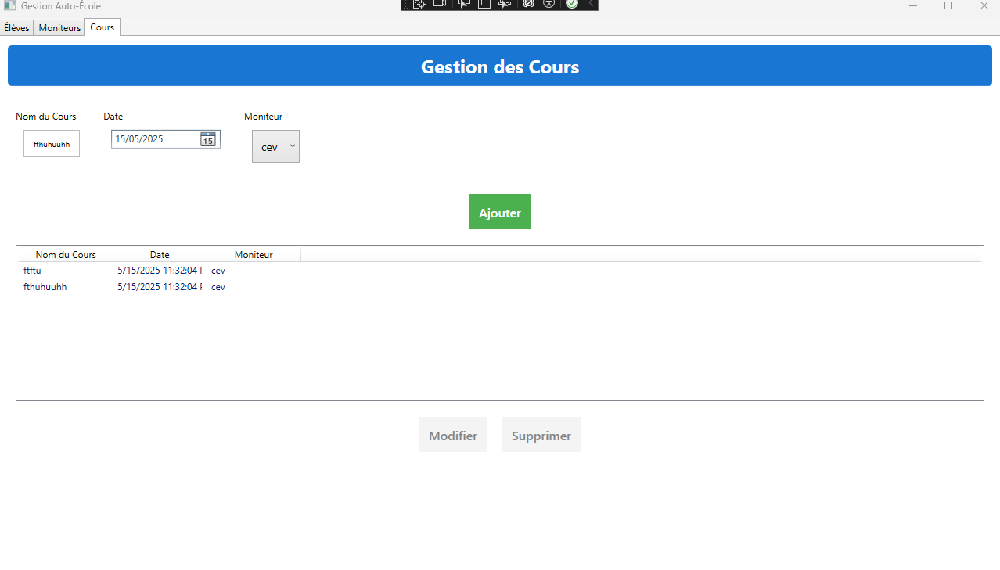 Gestion Auto-École
Élèves Moniteurs Cours
Gestion des Cours
Nom du Cours Date Moniteur
fthuhuuhh 15/05/2025 15 cev
Ajouter
Nom du Cours Date Moniteur
ftftu 5/15/2025 11:32:04 cev
fthuhuuhh 5/15/2025 11:32:04 cev
Modifier Supprimer